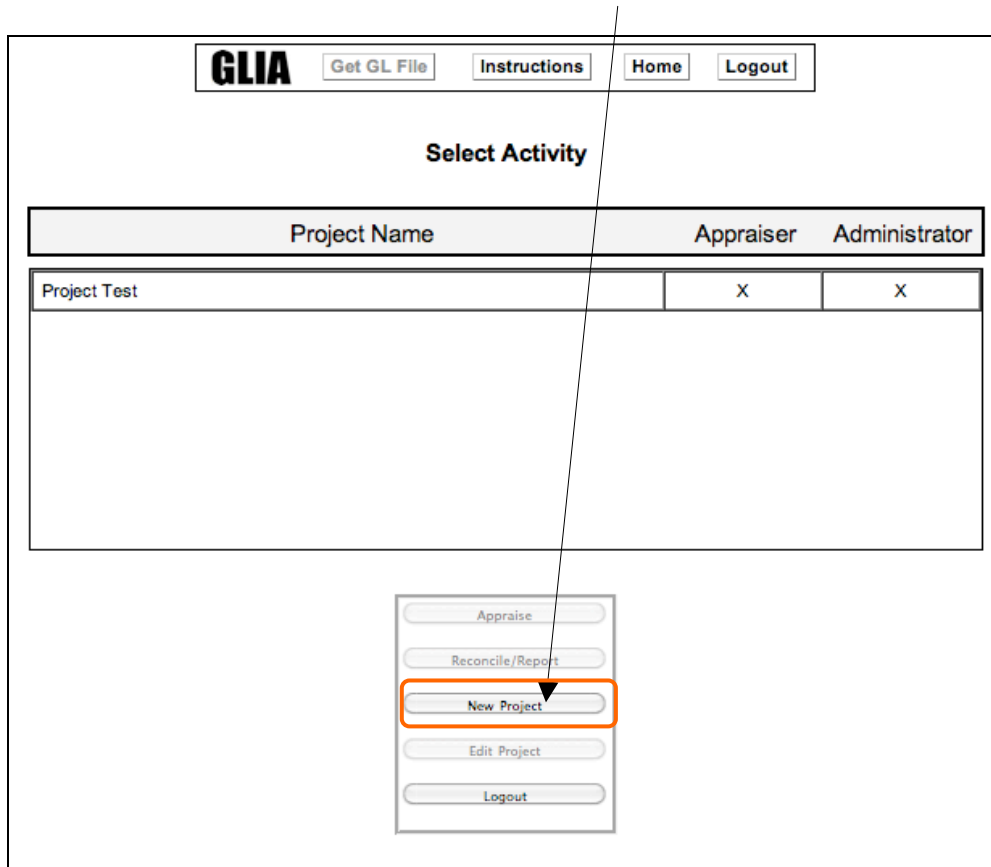 GLIA Get GL File Instructions Home Logout
Select Activity
Project Name Appraiser Administrator
Project Test X X
Appraise
Reconcile/Report
New Project
Edit Project
Logout